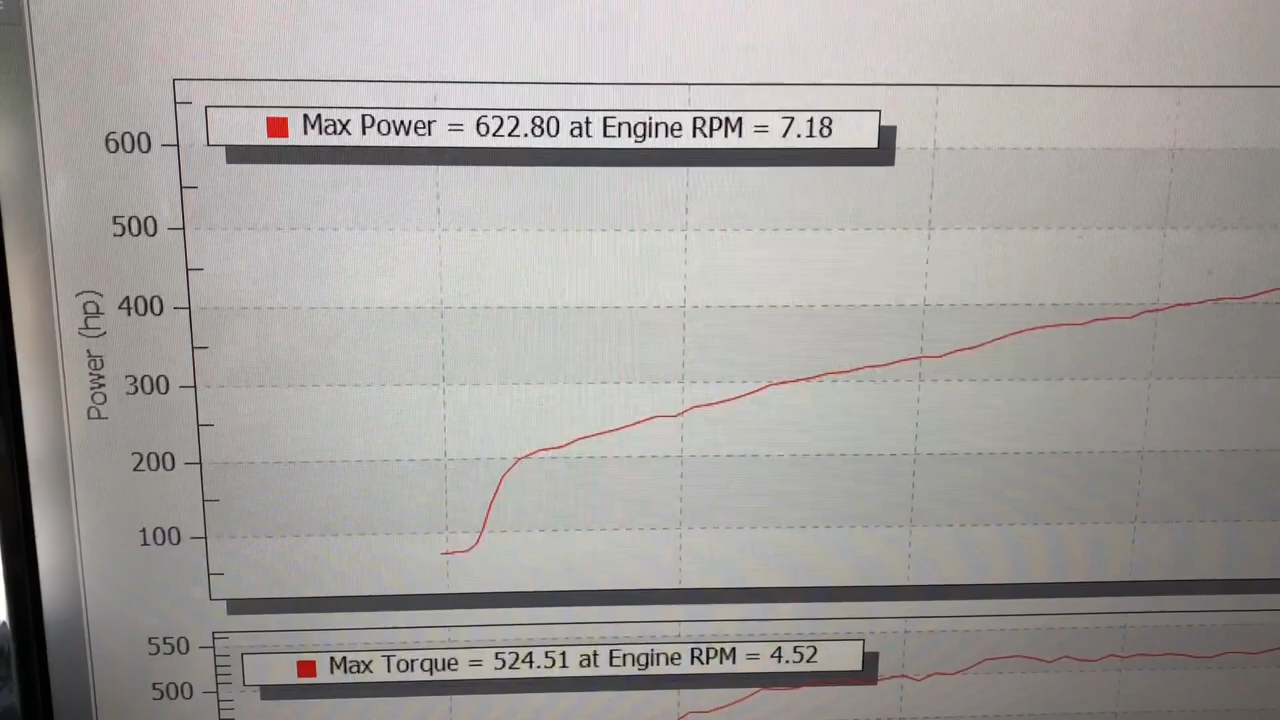 Max Power = 622.80 at Engine RPM = 7.18
600
500
400
300
200
100
Power (hp)
Max Torque = 524.51 at Engine RPM = 4.52
550
500